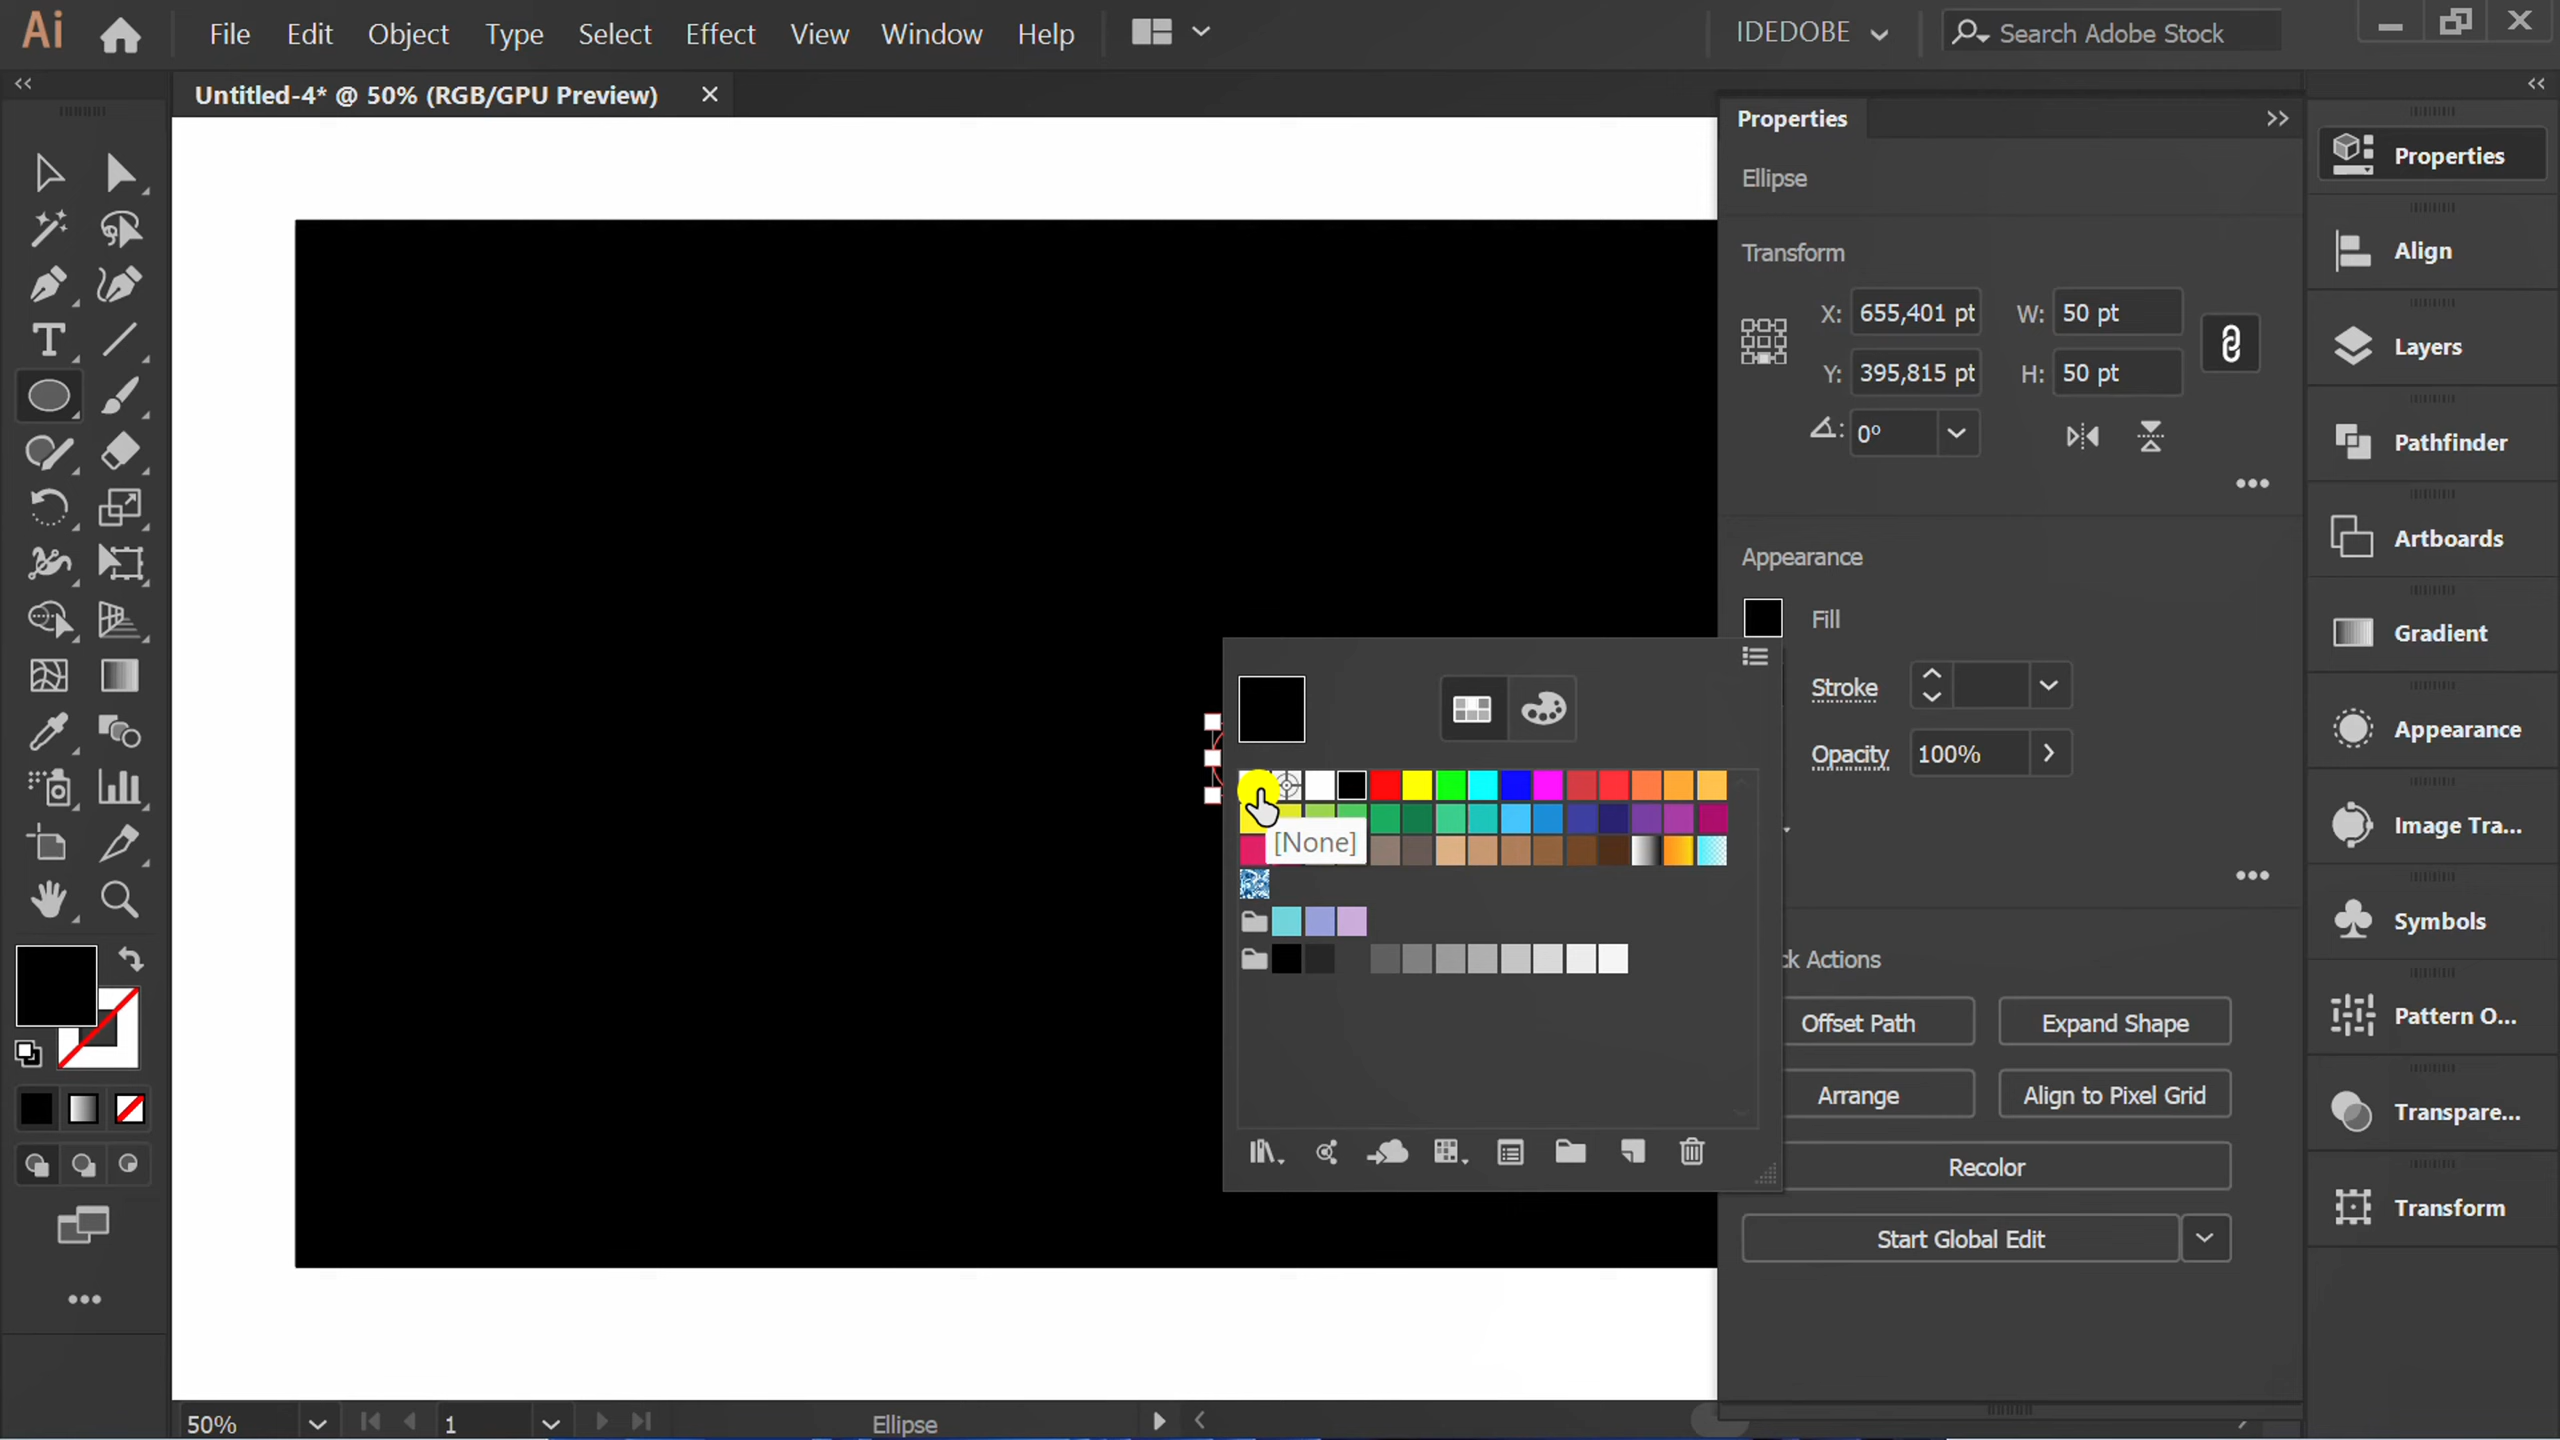 Ai File Edit Object Type Select Effect View Window Help IDEDOBE Search Adobe Stock
Untitled-4* @ 50% (RGB/GPU Preview)
Properties
Ellipse
Transform
X: 655,401 pt W: 50 pt
Y: 395,815 pt H: 50 pt
0°
Appearance
Fill
Stroke
Opacity 100%
[None]
ck Actions
Offset Path Expand Shape
Arrange Align to Pixel Grid
Recolor
Start Global Edit
Properties
Align
Layers
Pathfinder
Artboards
Gradient
Appearance
Image Tra...
Symbols
Pattern O...
Transpare...
Transform
50% 1 Ellipse